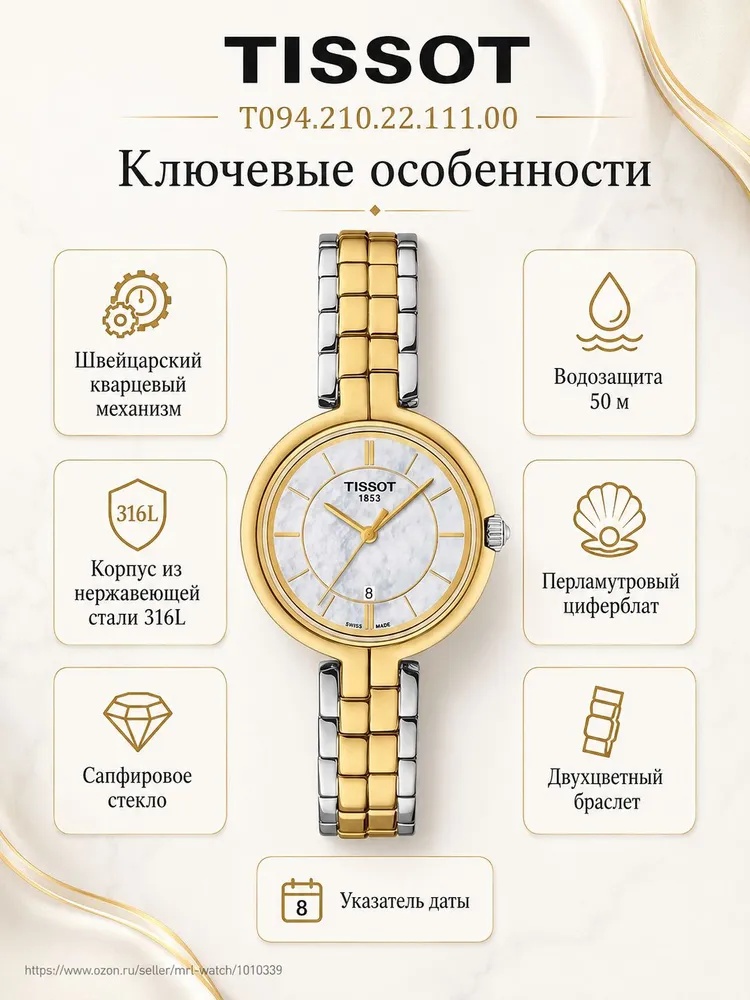 TISSOT
T094.210.22.111.00
Ключевые особенности
Швейцарский
кварцевый
механизм
Водозащита
50 м
316L
Корпус из
нержавеющей
стали 316L
TISSOT
1853
8
SWISS MADE
Перламутровый
циферблат
Сапфировое
стекло
Двухцветный
браслет
8
Указатель даты
https://www.ozon.ru/seller/mrl-watch/1010339